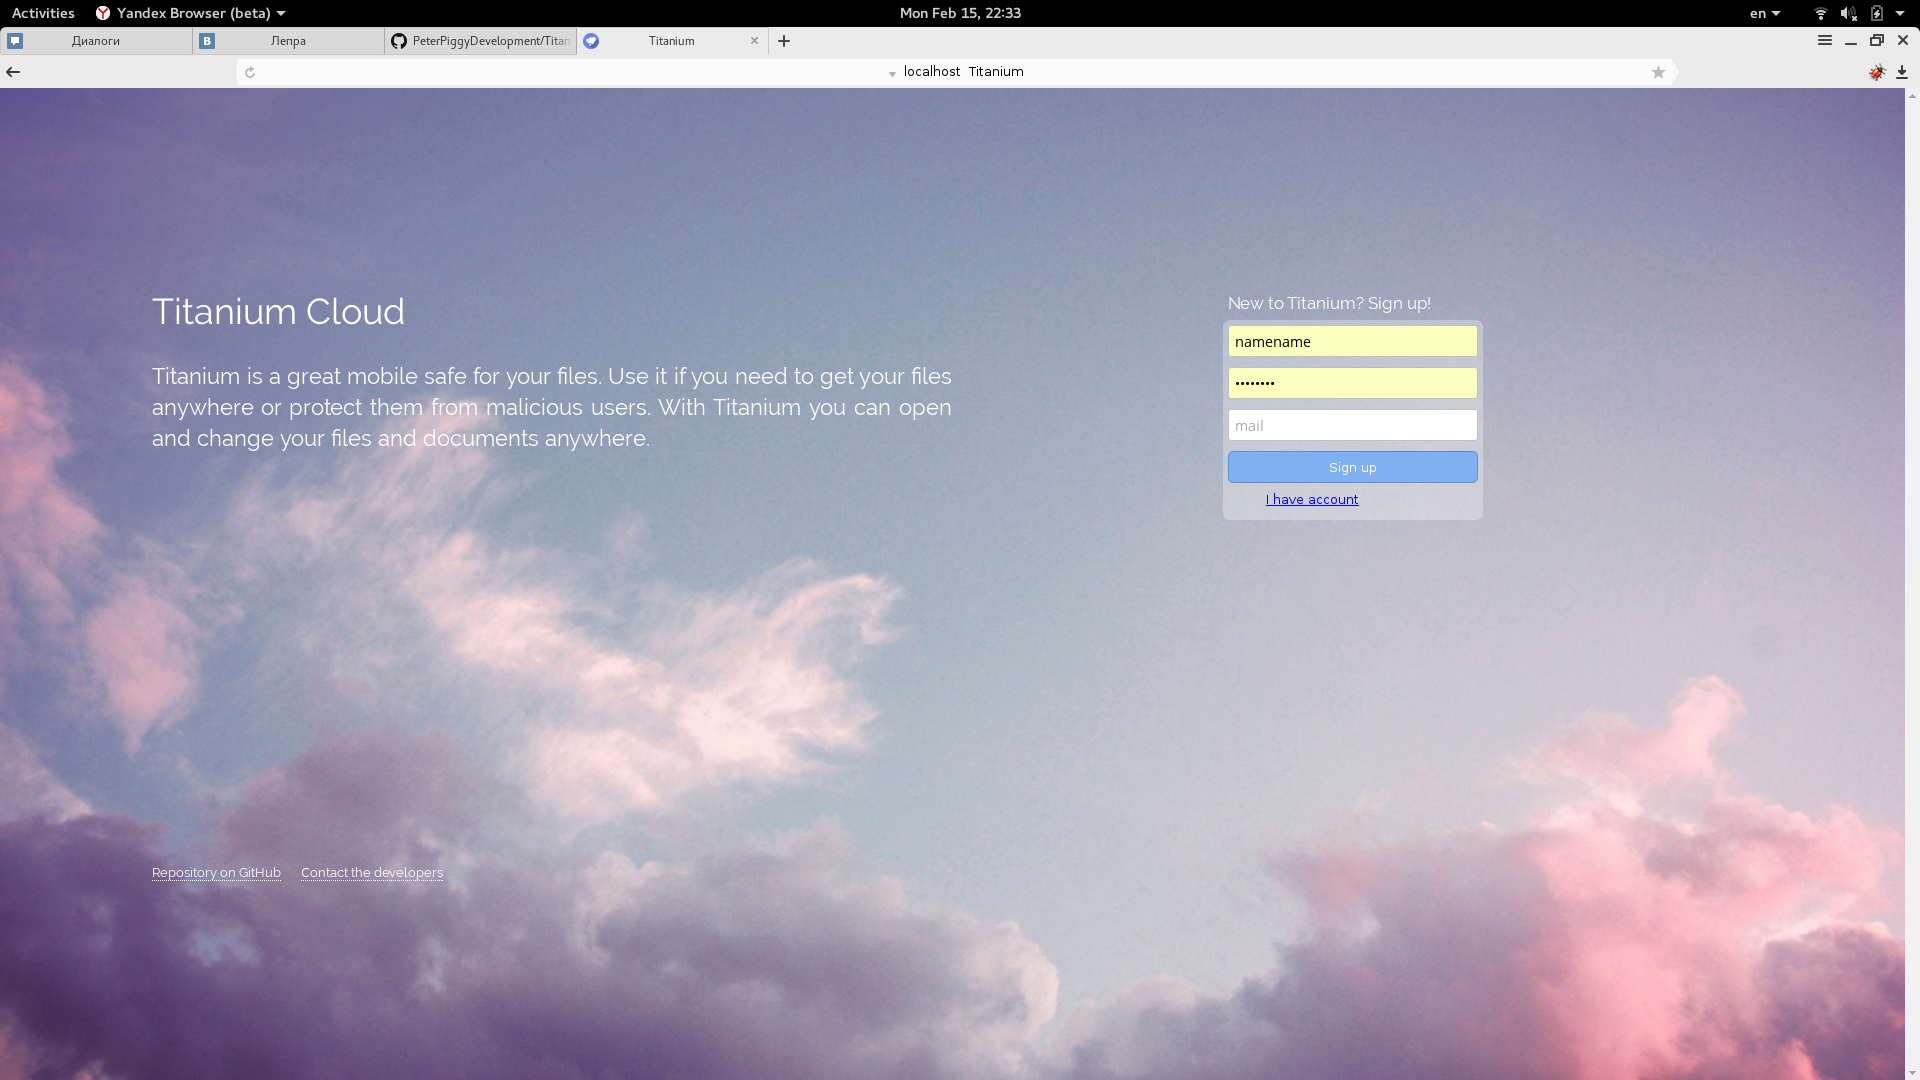 Activities
Yandex Browser (beta)
Mon Feb 15, 22:33
en
Диалоги
B
Лепра
PeterPiggyDevelopment/Titan
Titanium
localhost Titanium
Titanium Cloud
Titanium is a great mobile safe for your files. Use it if you need to get your files
anywhere or protect them from malicious users. With Titanium you can open
and change your files and documents anywhere.
New to Titanium? Sign up!
namename
••••••••
mail
Sign up
I have account
Repository on GitHub
Contact the developers